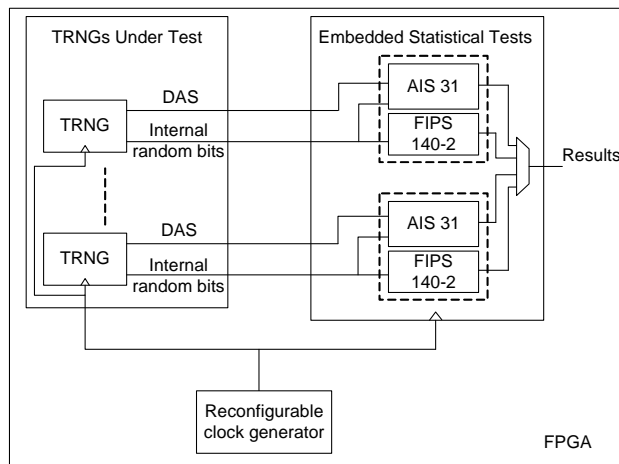 TRNGs Under Test
Embedded Statistical Tests
DAS
TRNG
Internal
random bits
AIS 31
FIPS
140-2
Results
DAS
TRNG
Internal
random bits
AIS 31
FIPS
140-2
Reconfigurable
clock generator
FPGA